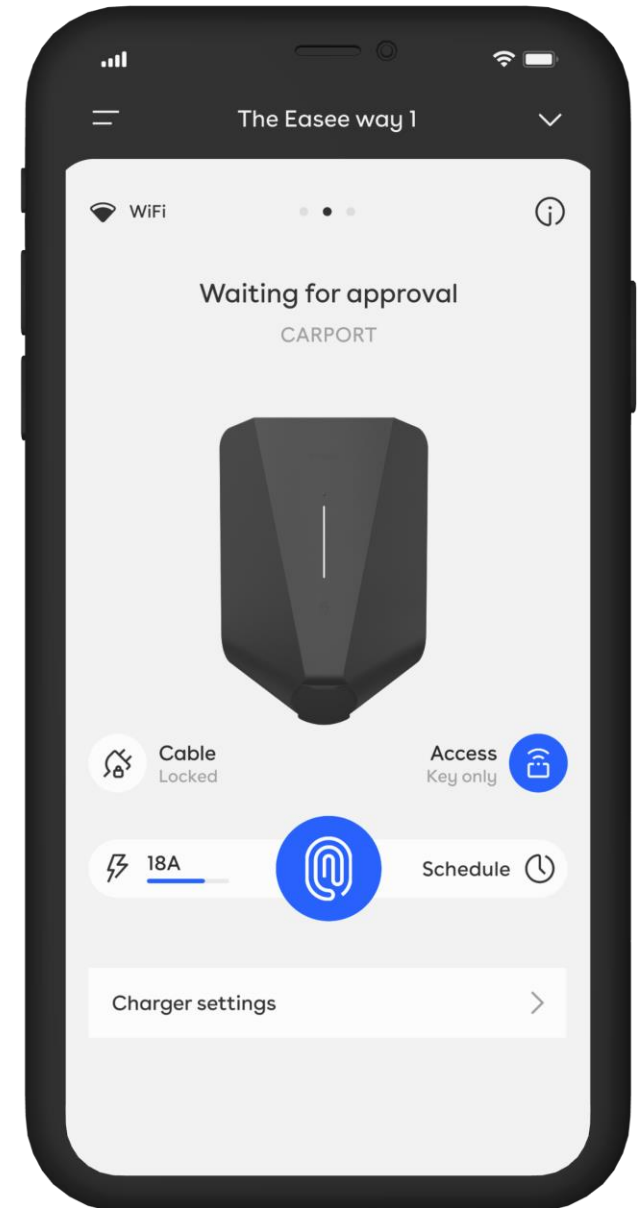 The Easee way 1
WiFi
Waiting for approval
CARPORT
Cable
Locked
Access
Key only
18A
Schedule
Charger settings